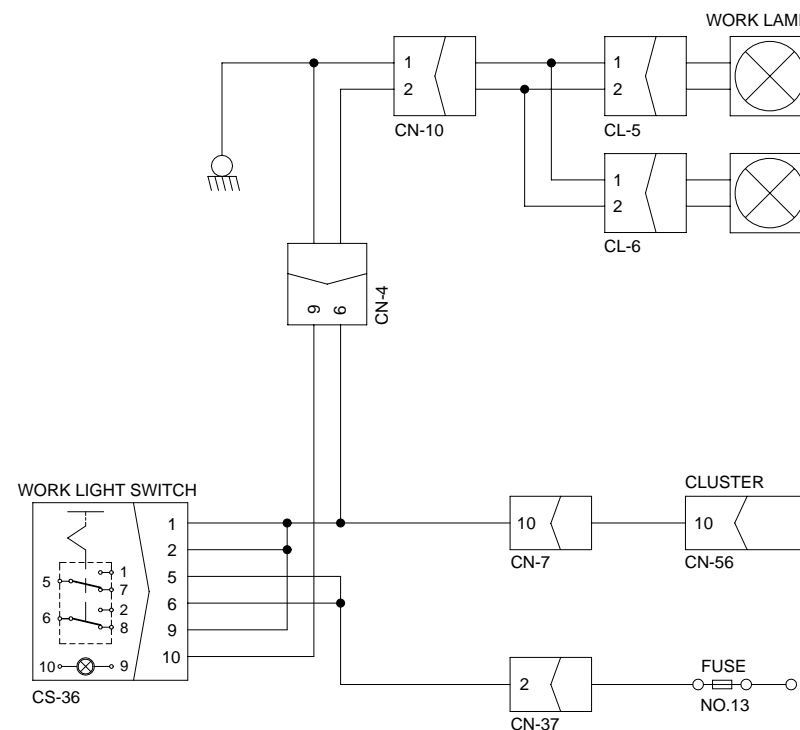 WORK LAM
1
2
CN-10
1
2
CL-5
1
2
CL-6
9
6
CN-4
WORK LIGHT SWITCH
1
2
5
6
9
10
5
1
7
6
2
8
10
9
CS-36
10
CN-7
CLUSTER
10
CN-56
2
CN-37
FUSE
NO.13